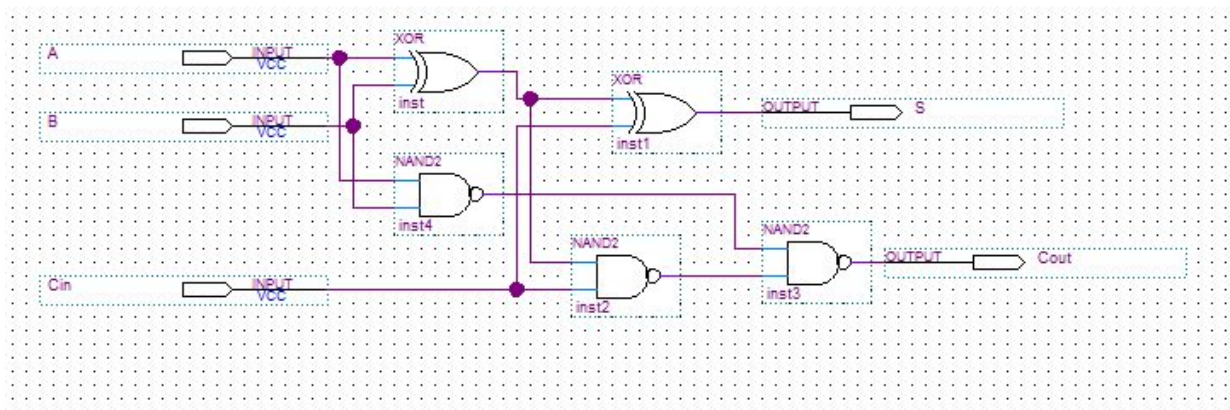 XOR
A
INPUT
VCC
inst
XOR
B
INPUT
VCC
OUTPUT
S
inst1
NAND2
inst4
NAND2
NAND2
Cin
INPUT
VCC
OUTPUT
Cout
inst2
inst3